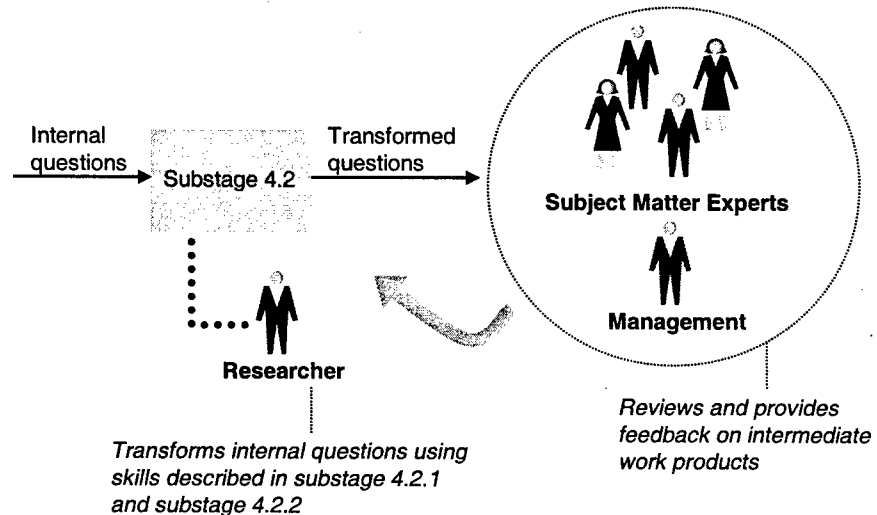 Internal
questions
Substage 4.2
Transformed
questions
Subject Matter Experts
Management
Researcher
Reviews and provides
feedback on intermediate
work products
Transforms internal questions using
skills described in substage 4.2.1
and substage 4.2.2